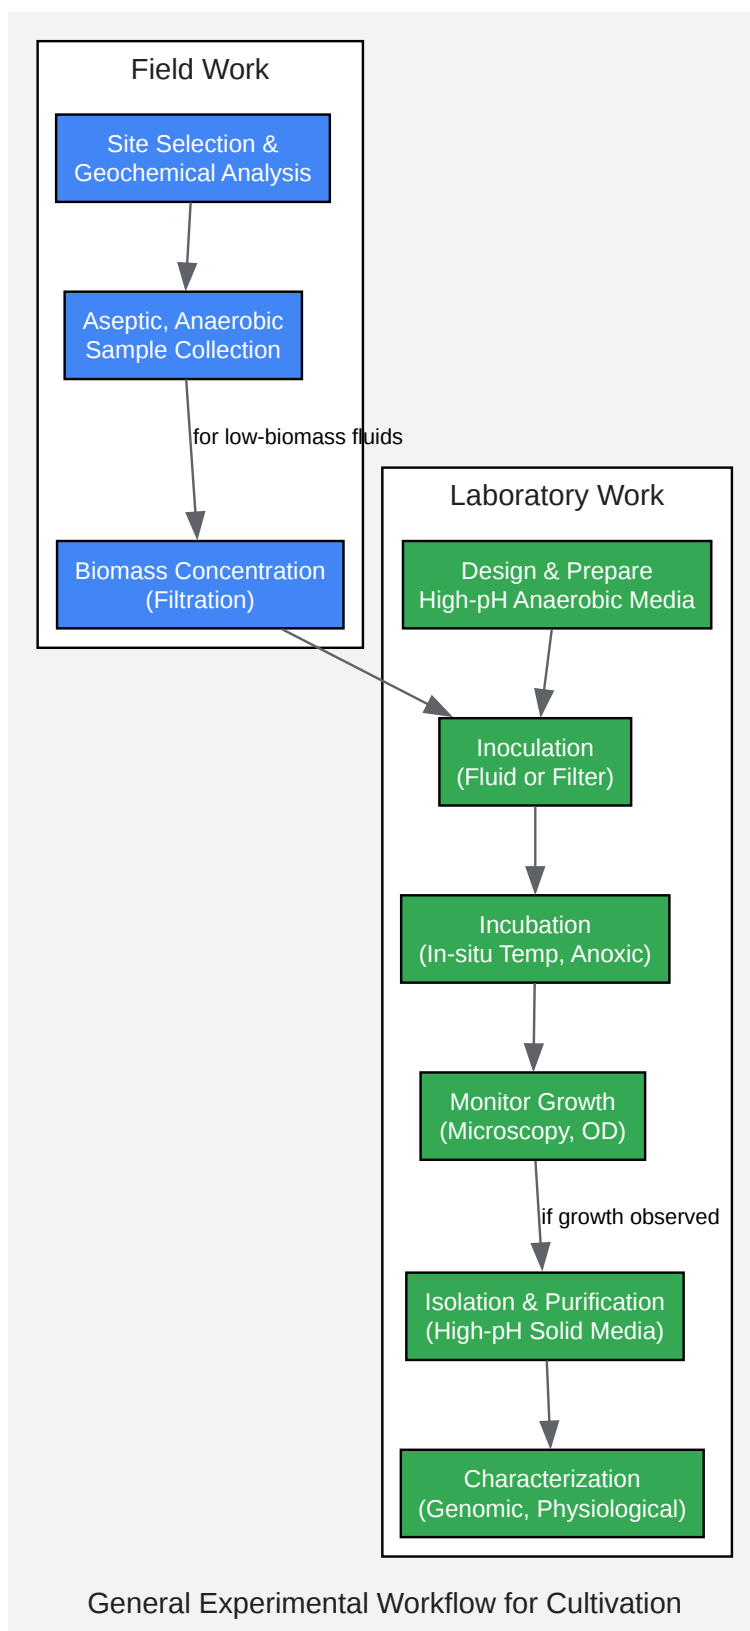 Field Work
Site Selection &
Geochemical Analysis
Aseptic, Anaerobic
Sample Collection
for low-biomass fluids
Biomass Concentration
(Filtration)
Laboratory Work
Design & Prepare
High-pH Anaerobic Media
Inoculation
(Fluid or Filter)
Incubation
(In-situ Temp, Anoxic)
Monitor Growth
(Microscopy, OD)
if growth observed
Isolation & Purification
(High-pH Solid Media)
Characterization
(Genomic, Physiological)
General Experimental Workflow for Cultivation